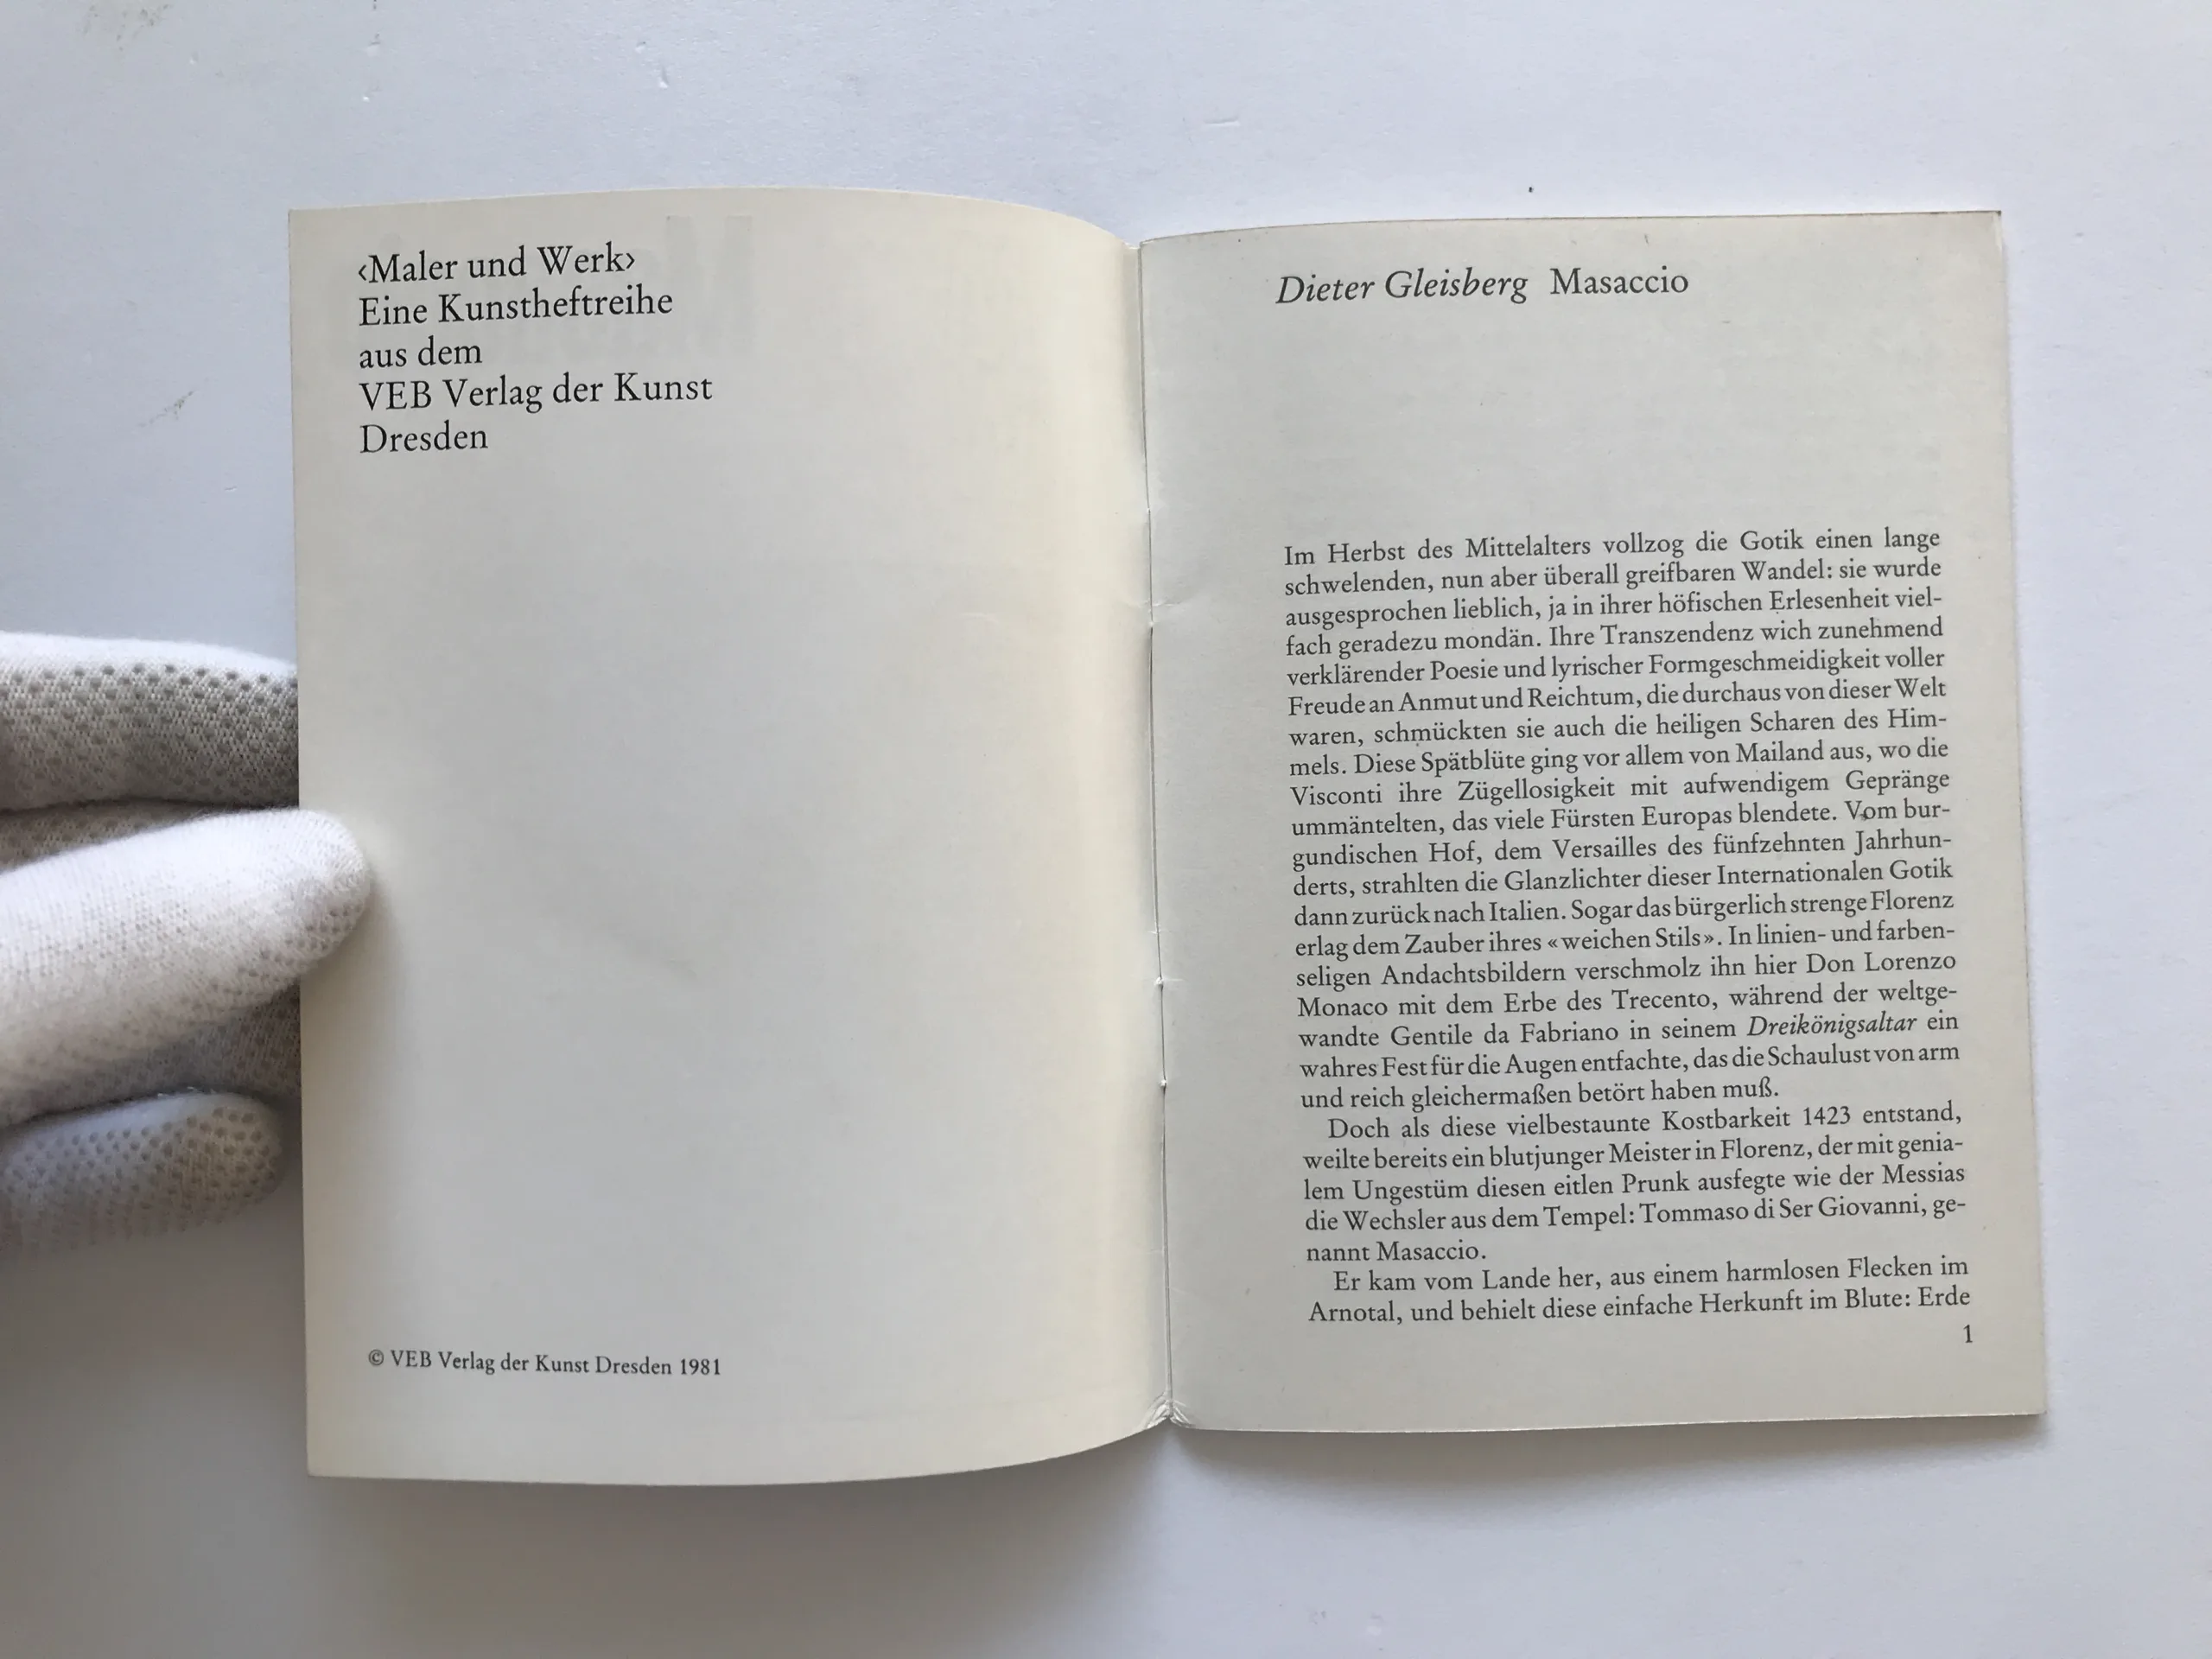 ‹Maler und Werk›
Eine Kunstheftreihe
aus dem
VEB Verlag der Kunst
Dresden
© VEB Verlag der Kunst Dresden 1981
Dieter Gleisberg Masaccio
Im Herbst des Mittelalters vollzog die Gotik einen lange
schwelenden, nun aber überall greifbaren Wandel: sie wurde
ausgesprochen lieblich, ja in ihrer höfischen Erlesenheit viel-
fach geradezu mondän. Ihre Transzendenz wich zunehmend
verklärender Poesie und lyrischer Formgeschmeidigkeit voller
Freude an Anmut und Reichtum, die durchaus von dieser Welt
waren, schmückten sie auch die heiligen Scharen des Him-
mels. Diese Spätblüte ging vor allem von Mailand aus, wo die
Visconti ihre Zügellosigkeit mit aufwendigem Gepränge
ummäntelten, das viele Fürsten Europas blendete. Vom bur-
gundischen Hof, dem Versailles des fünfzehnten Jahrhun-
derts, strahlten die Glanzlichter dieser Internationalen Gotik
dann zurück nach Italien. Sogar das bürgerlich strenge Florenz
erlag dem Zauber ihres «weichen Stils». In linien- und farben-
seligen Andachtsbildern verschmolz ihn hier Don Lorenzo
Monaco mit dem Erbe des Trecento, während der weltge-
wandte Gentile da Fabriano in seinem Dreikönigsaltar ein
wahres Fest für die Augen entfachte, das die Schaulust von arm
und reich gleichermaßen betört haben muß.
Doch als diese vielbestaunte Kostbarkeit 1423 entstand,
weilte bereits ein blutjunger Meister in Florenz, der mit genia-
lem Ungestüm diesen eitlen Prunk ausfegte wie der Messias
die Wechsler aus dem Tempel: Tommaso di Ser Giovanni, ge-
nannt Masaccio.
Er kam vom Lande her, aus einem harmlosen Flecken im
Arnotal, und behielt diese einfache Herkunft im Blute: Erde
1